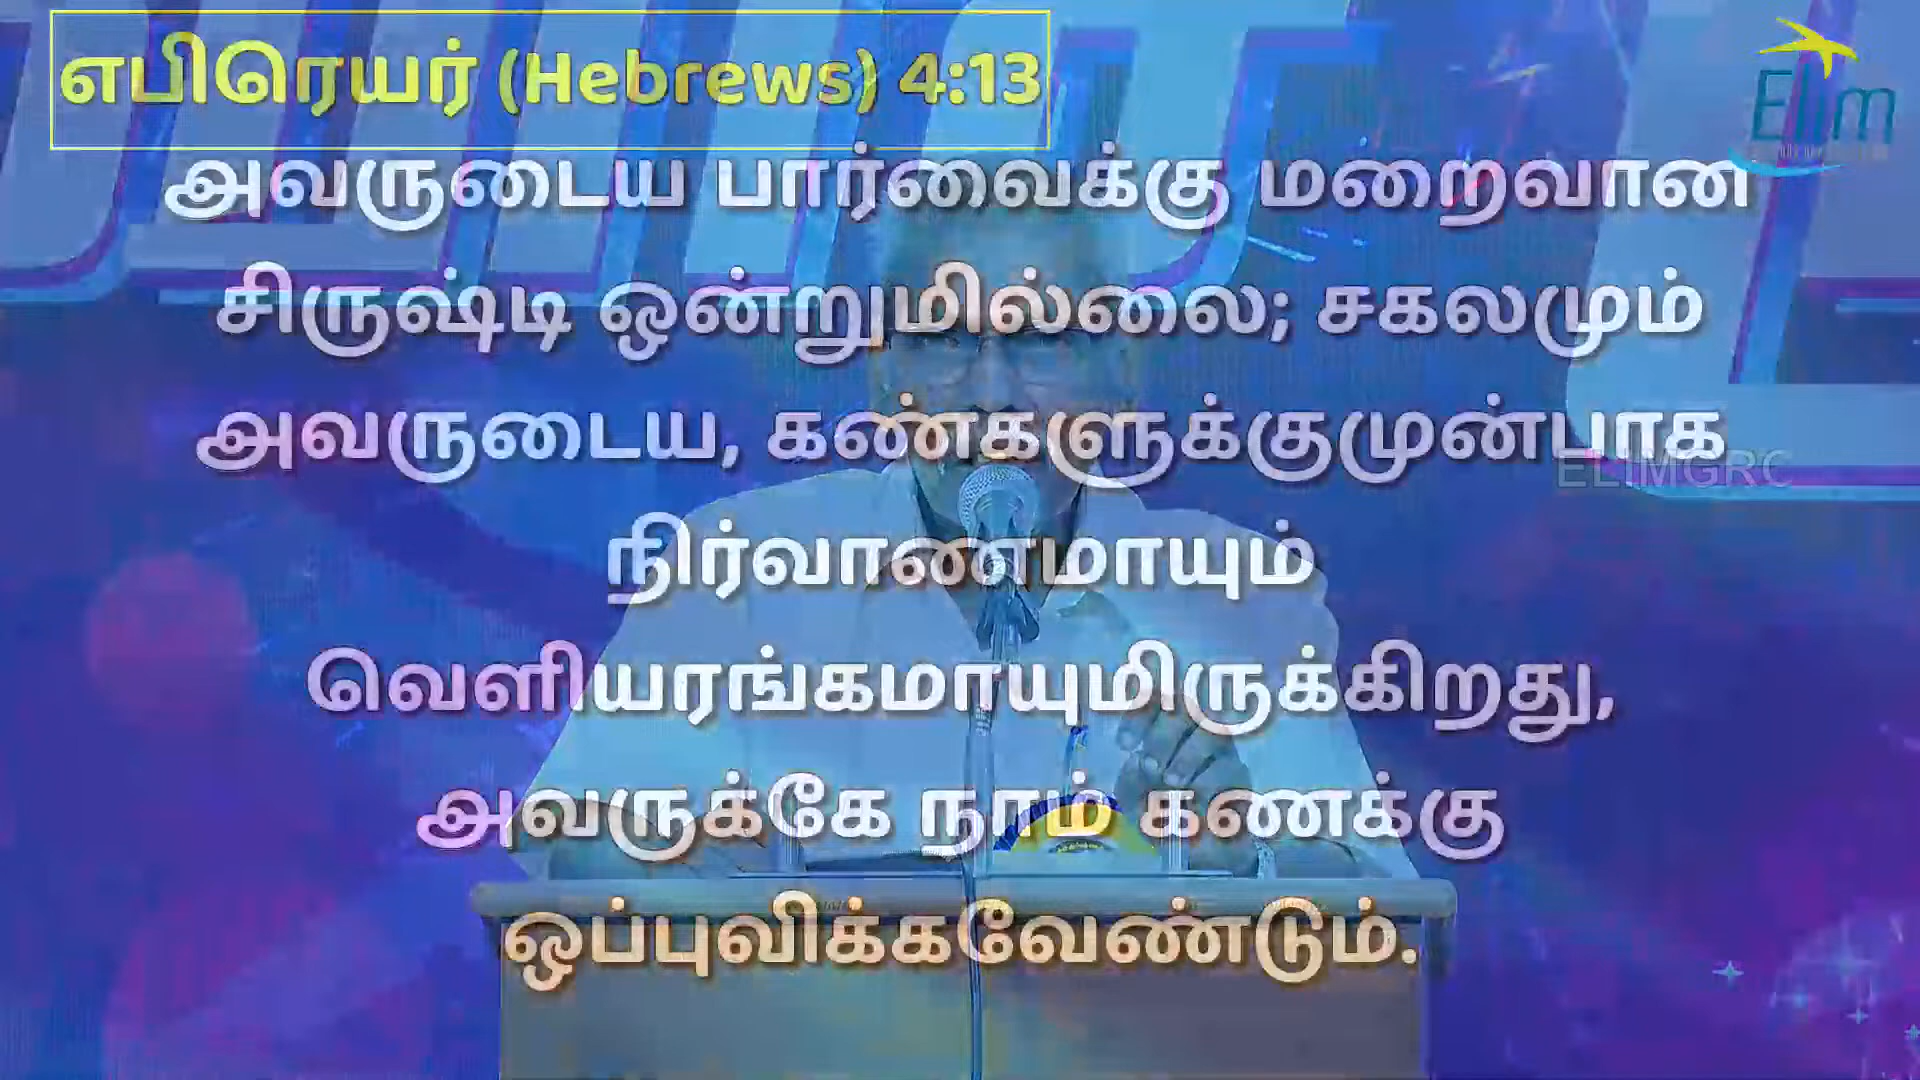 எபிரெயர் (Hebrews) 4:13
Elim
அவருடைய பார்வைக்கு மறைவான
சிருஷ்டி ஒன்றுமில்லை; சகலமும்
அவருடைய, கண்களுக்குமுன்பாக
ELIMGRC
நிர்வாணமாயும்
வெளியரங்கமாயுமிருக்கிறது,
அவருக்கே நாம் கணக்கு
ஒப்புவிக்கவேண்டும்.